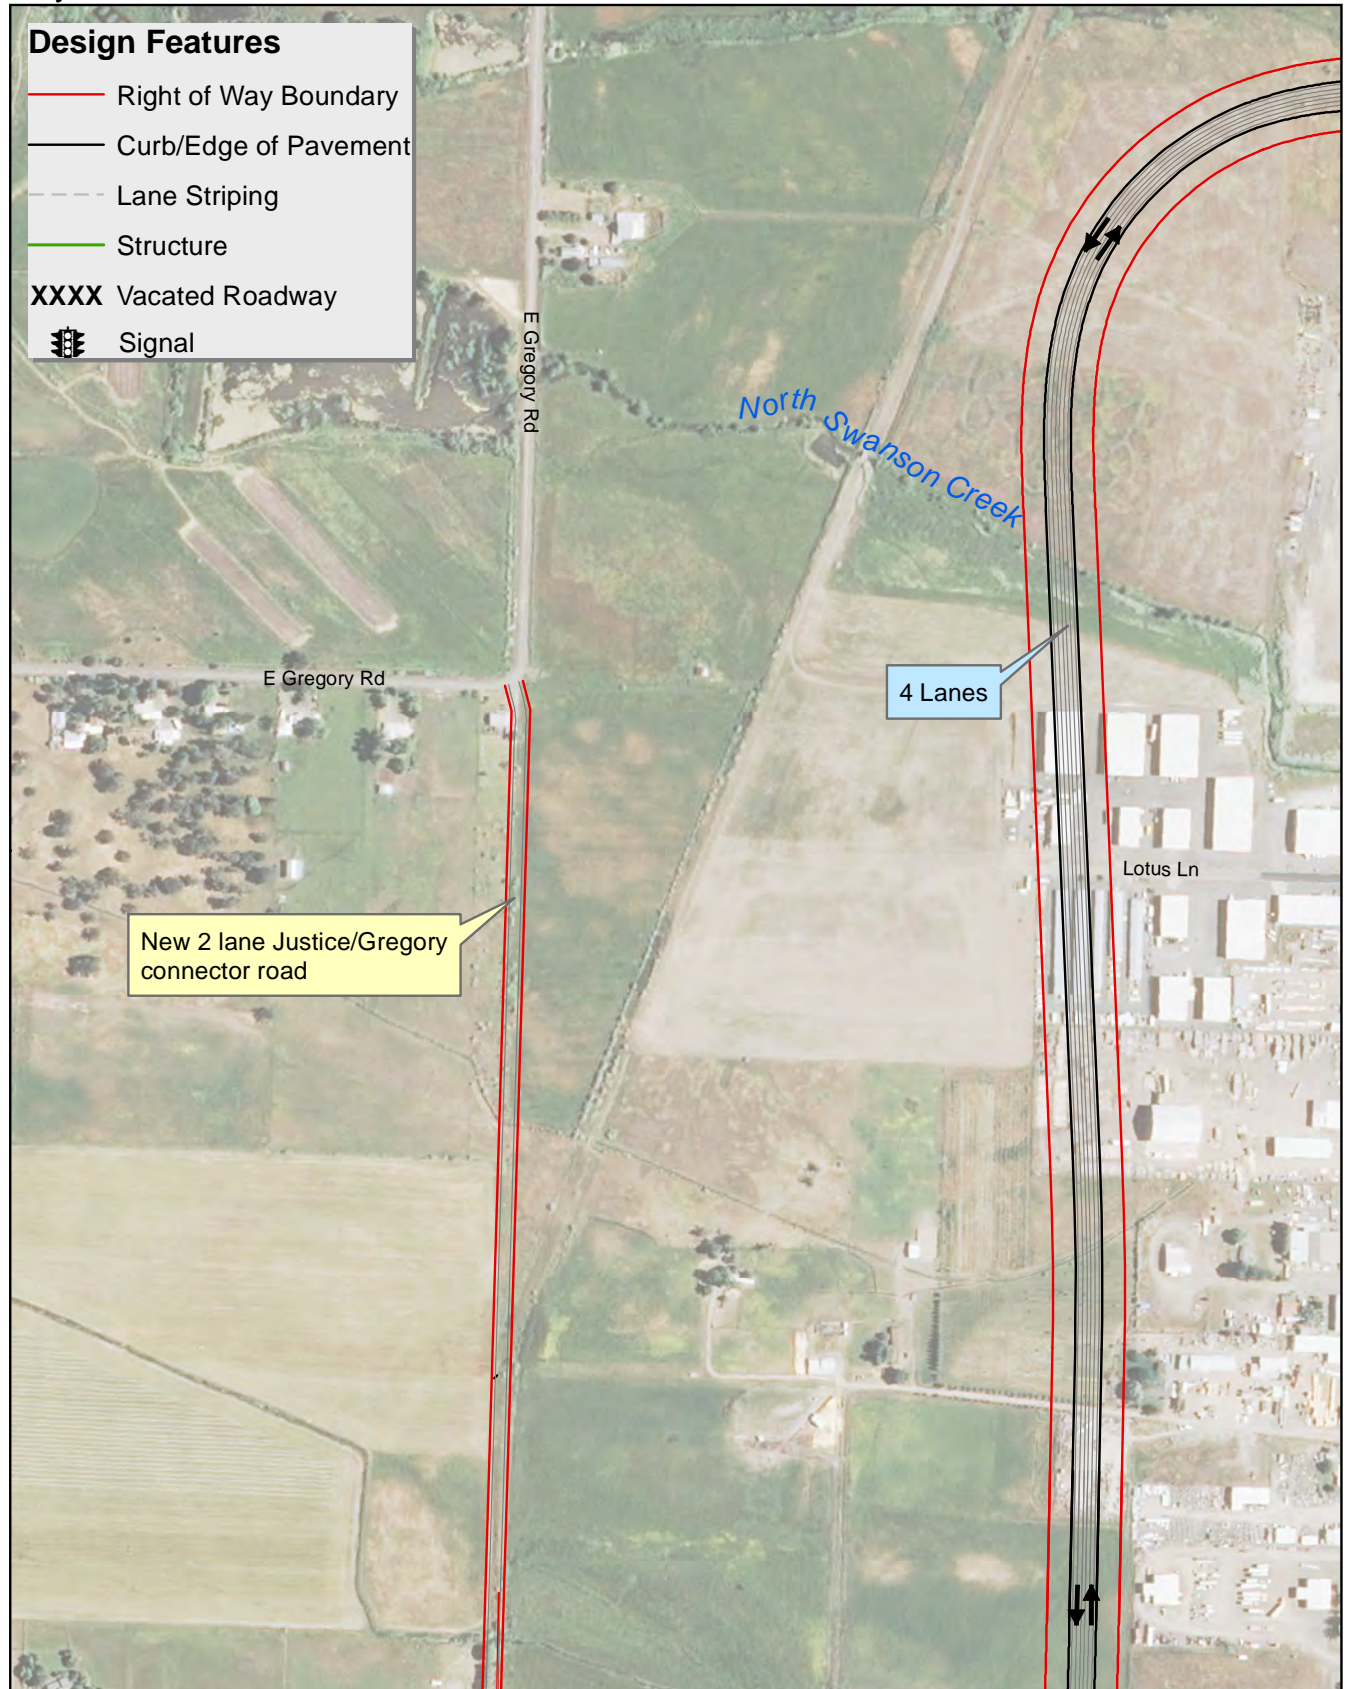 Design Features
Right of Way Boundary
Curb/Edge of Pavement
Lane Striping
Structure
XXXX Vacated Roadway
Signal
E Gregory Rd
North Swanson Creek
E Gregory Rd
4 Lanes
Lotus Ln
New 2 lane Justice/Gregory
connector road